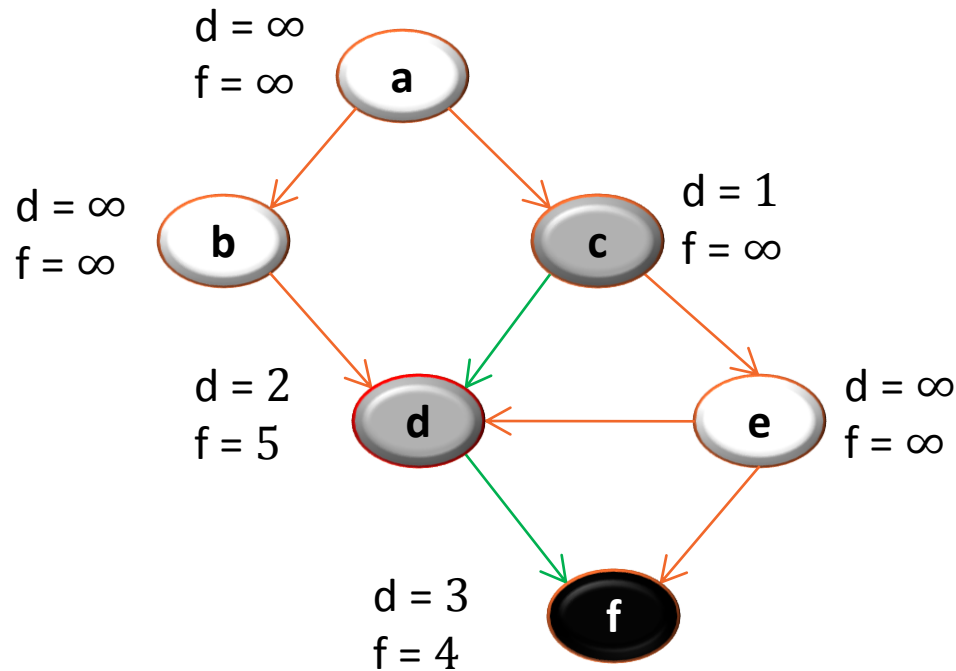 d = ∞
f = ∞
a
d = ∞
f = ∞
b
c
d = 1
f = ∞
d = 2
f = 5
d
e
d = ∞
f = ∞
d = 3
f = 4
f